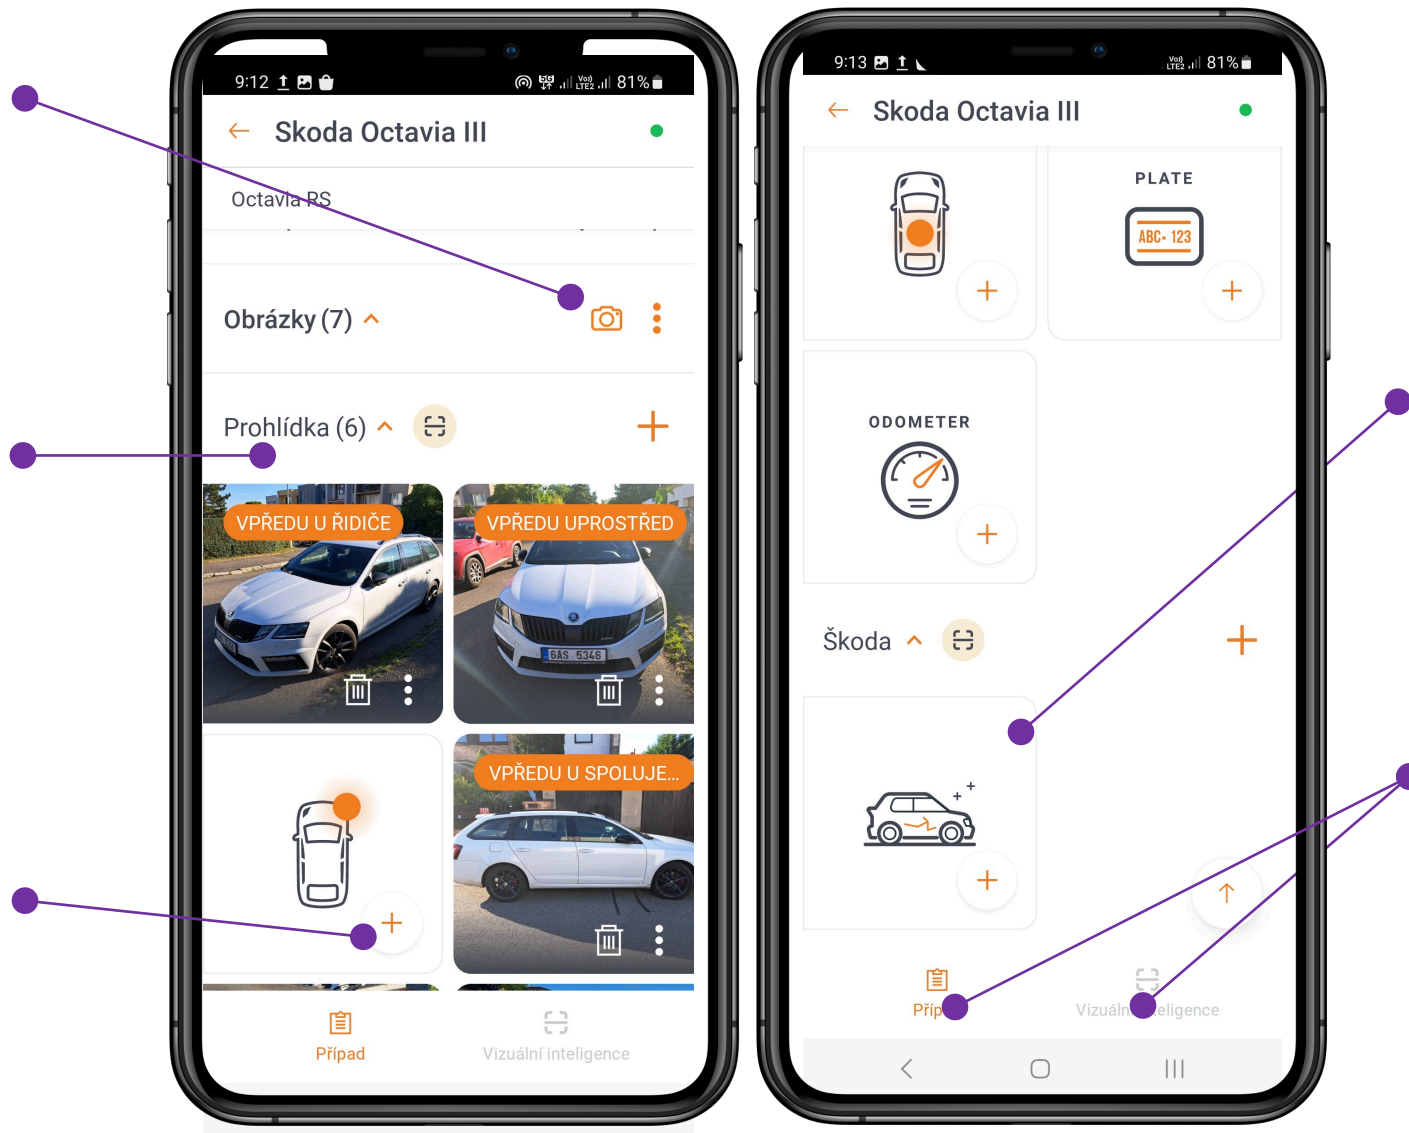 9:12
81%
Skoda Octavia III
Octavia RS
Obrázky (7)
Prohlídka (6)
VPŘEDU U ŘIDIČE
VPŘEDU UPROSTŘED
6AS 5346
VPŘEDU U SPOLUJE...
Případ
Vizuální inteligence
9:13
81%
Skoda Octavia III
PLATE
ABC 123
ODOMETER
Škoda